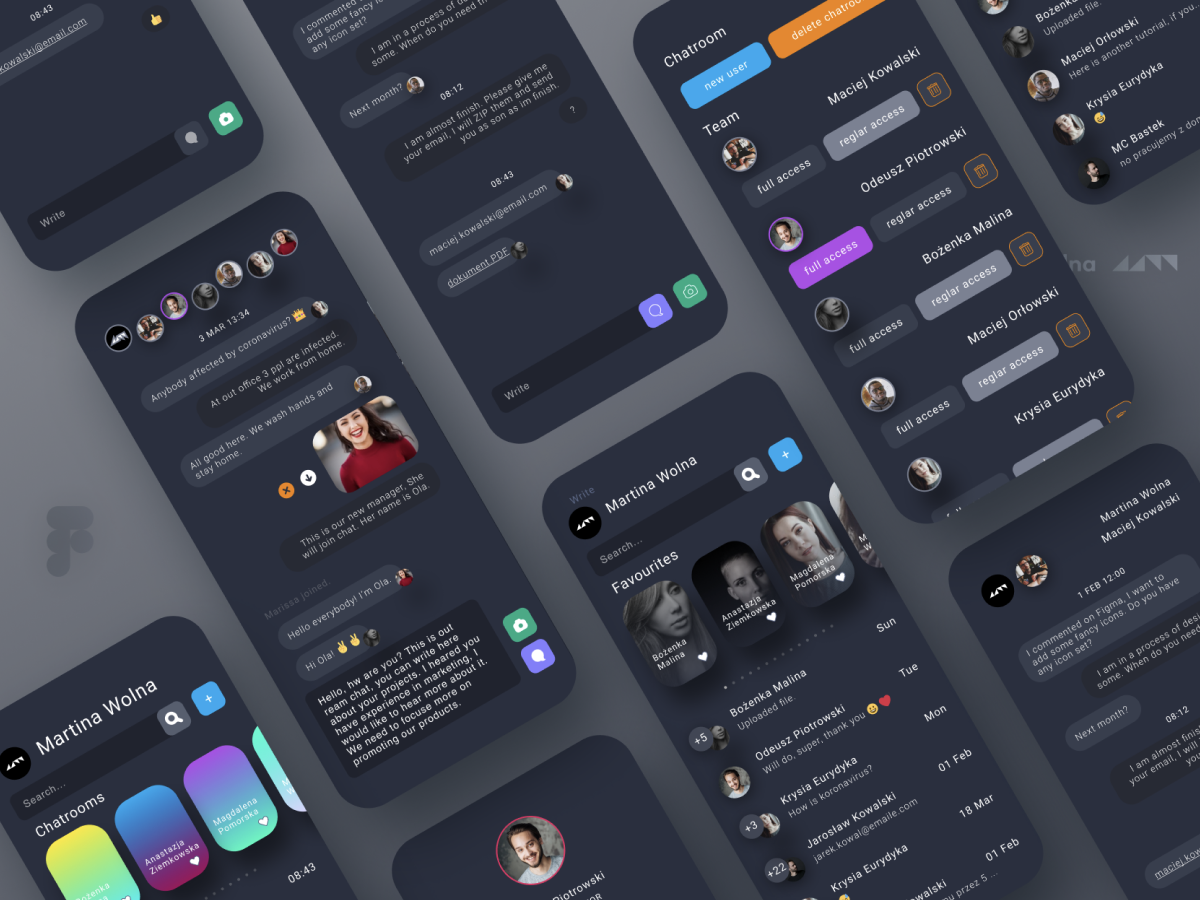 08:43
kowalski@email.com
Write
I commented
add some fancy ic
any icon set?
I am in a process of de
some. When do you need th
Next month?
08:12
I am almost finish. Please give me
your email. I will ZIP them and send
you as son as im finish.
?
08:43
maciej.kowalski@email.com
dokument.PDF
Write
Chatroom
delete chatroom
new user
Team
Maciej Kowalski
full access
reglar access
Odeusz Piotrowski
full access
reglar access
Bożenka Malina
full access
reglar access
Maciej Orłowski
full access
reglar access
Krysia Eurydyka
Uploaded file.
Maciej Orłowski
Here is another tutorial. if you
Krysia Eurydyka
MC Bastek
no pracujemy z do
lna
3 MAR 13:34
Anybody affected by coronavirus?👑
At out office 3 ppl are infected.
We work from home.
All good here. We wash hands and
stay home.
This is our new manager. She
will join chat. Her name is Ola.
Marissa joined..
Hello everybody! I'm Ola.
Hi Ola! ✌️✌️
Hello, hw are you? This is out
ream chat, you can write here
about your projects. I heared you
have experience in marketing, I
would like to hear more about it.
We need to focuse more on
promoting our products.
Write
Martina Wolna
+
Search...
Favourites
Bożenka
Malina
Anastazja
Ziemkowska
Magdalena
Pomorska
Sun
Bożenka Malina
Uploaded file.
+5
Tue
Odeusz Piotrowski
Will do, super, thank you 😀❤️
Mon
Krysia Eurydyka
How is koronavirus?
+3
01 Feb
Jarosław Kowalski
jarek.kowal@emaile.com
18 Mar
+22
Krysia Eurydyka
01 Feb
Kowalski
mu przez 5 ...
Martina Wolna
+
Search...
Chatrooms
Bożenka
Anastazja
Ziemkowska
Magdalena
Pomorska
08:43
Piotrowski
Martina Wolna
Maciej Kowalski
1 FEB 12:00
I commented on Figma, I want to
add some fancy icons. Do you have
any icon set?
I am in a process of desi
some. When do you need
Next month?
08:12
I am almost finish
your email, I will
you
maciej.kow